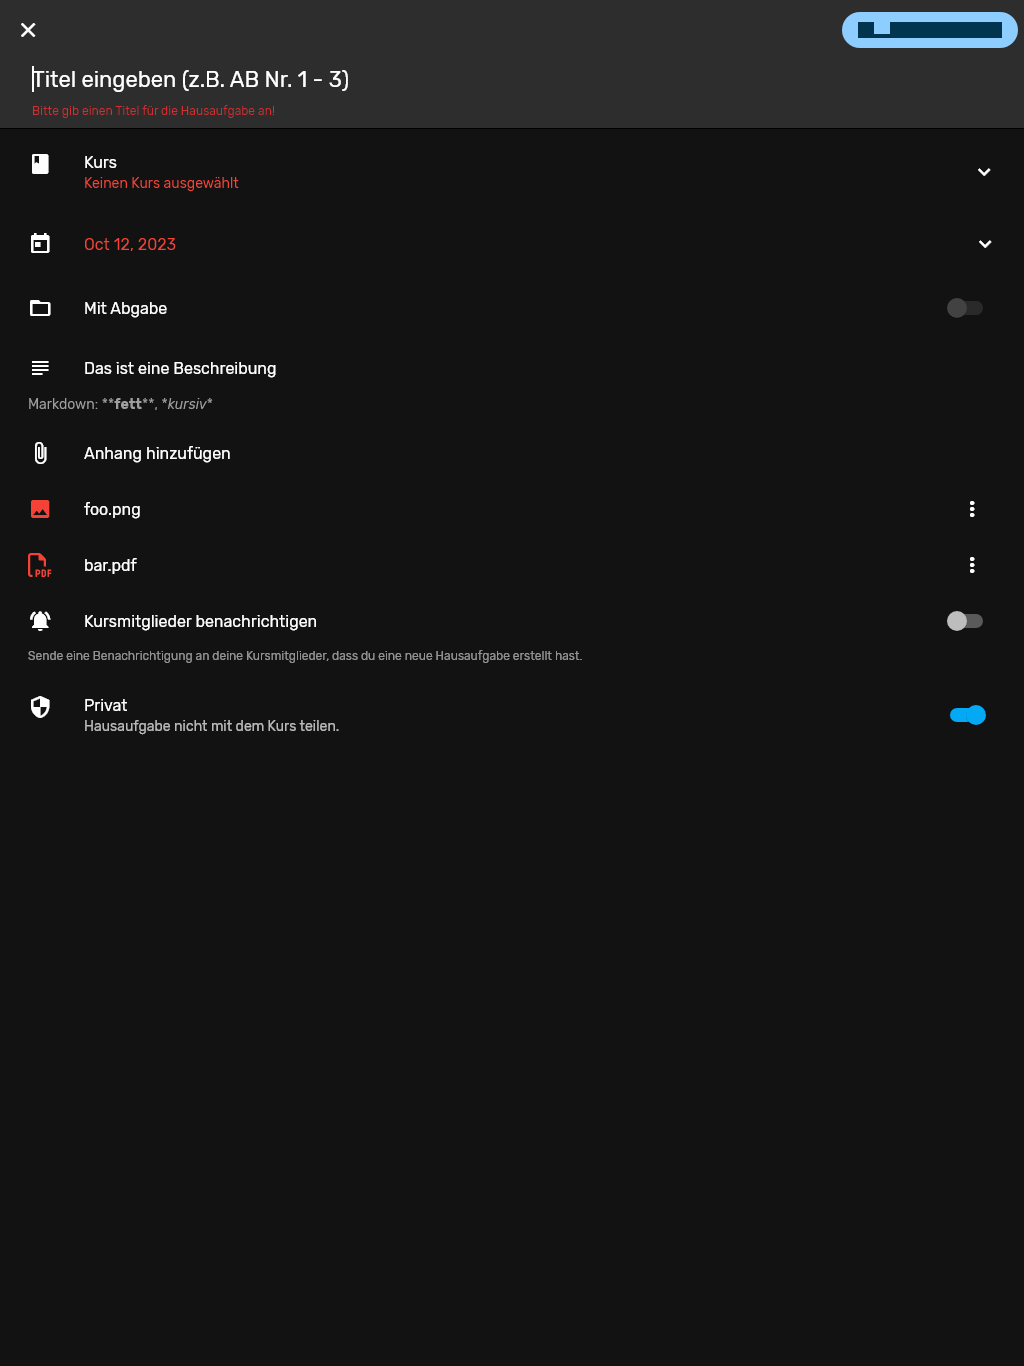 Titel eingeben (z.B. AB Nr. 1 - 3)
Bitte gib einen Titel für die Hausaufgabe an!
Kurs
Keinen Kurs ausgewählt
Oct 12, 2023
Mit Abgabe
Das ist eine Beschreibung
Markdown: **fett**, *kursiv*
Anhang hinzufügen
foo.png
PDF
bar.pdf
Kursmitglieder benachrichtigen
Sende eine Benachrichtigung an deine Kursmitglieder, dass du eine neue Hausaufgabe erstellt hast.
Privat
Hausaufgabe nicht mit dem Kurs teilen.